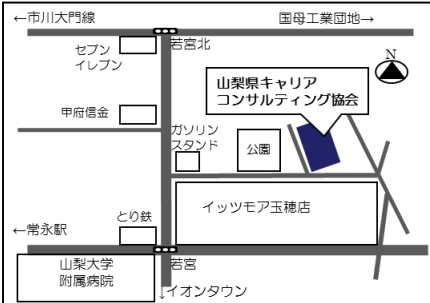 ←市川大門線
国母工業団地→
若宮北
セブン
イレブン
N
山梨県キャリア
コンサルティング協会
甲府信金
ガソリン
スタンド
公園
イッツモア玉穂店
とり鉄
←常永駅
山梨大学
附属病院
若宮
↓イオンタウン